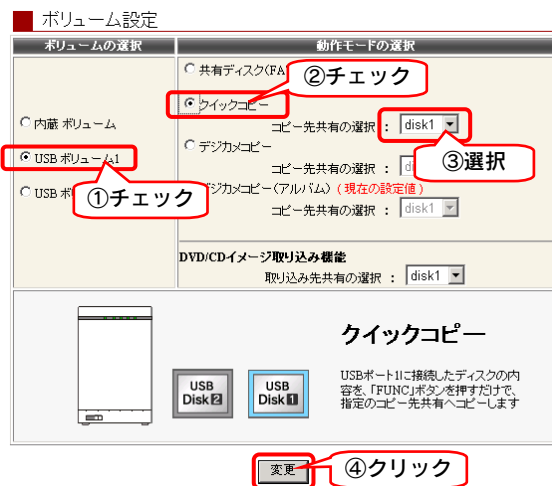 ボリューム設定
ボリュームの選択
動作モードの選択
共有ディスク(FA
②チェック
クイックコピー
コピー先共有の選択 : disk1
内蔵 ボリューム
デジカメコピー
③選択
USB ボリューム1
コピー先共有の選択 :
①チェック
USB ボ
デジカメコピー(アルバム) (現在の設定値)
コピー先共有の選択 : disk1
DVD/CDイメージ取り込み機能
取り込み先共有の選択 : disk1
クイックコピー
USB Disk2
USB Disk1
USBポート1に接続したディスクの内
容を、「FUNC」ボタンを押すだけで、
指定のコピー先共有へコピーします
変更
④クリック